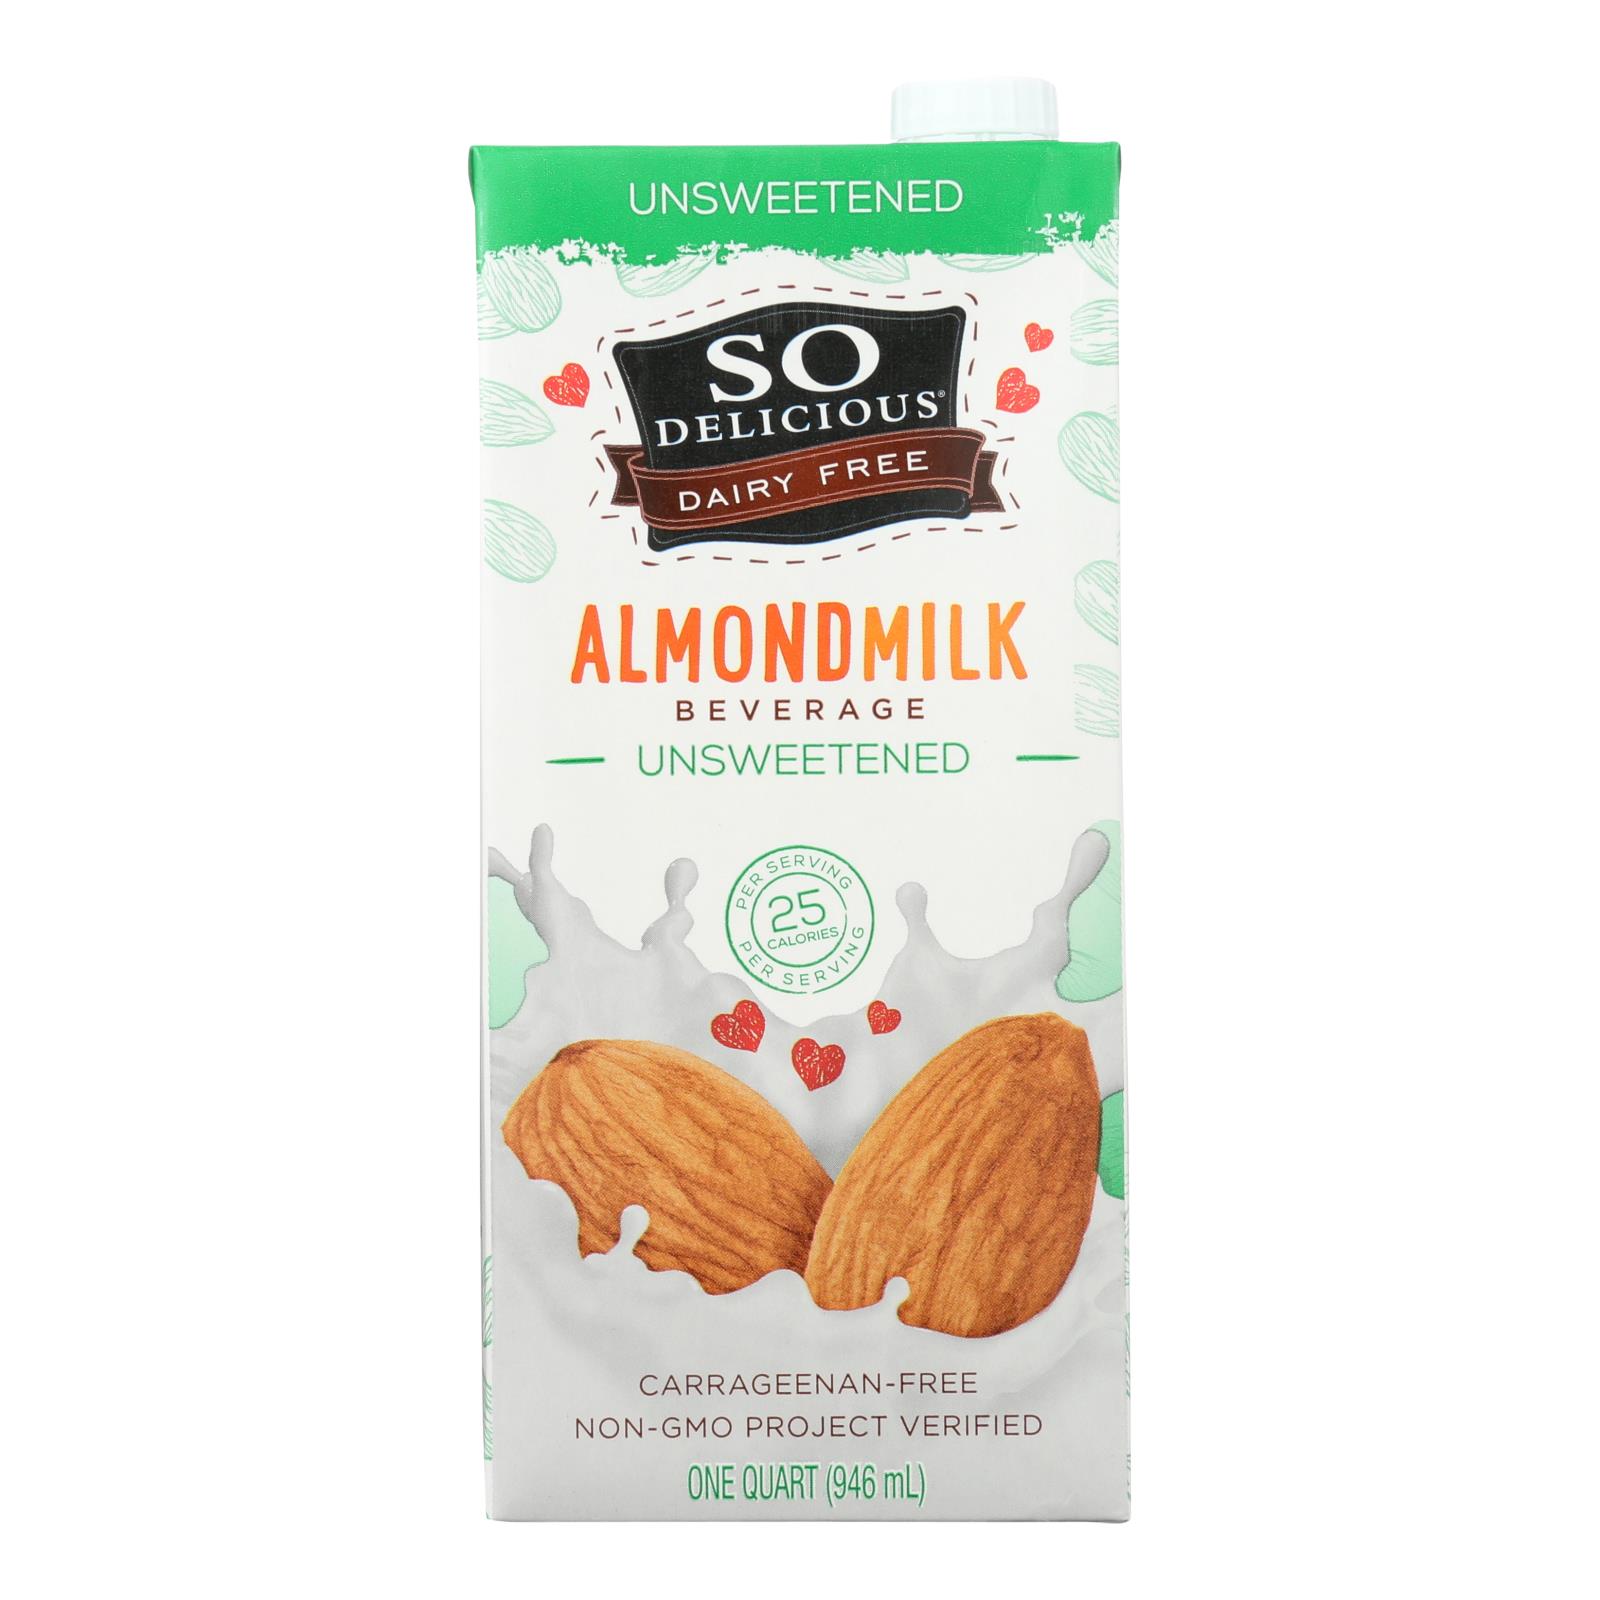 UNSWEETENED
SO
DELICIOUS®
DAIRY FREE
ALMONDMILK
BEVERAGE
UNSWEETENED
PER SERVING
25
CALORIES
PER SERVING
CARRAGEENAN-FREE
NON-GMO PROJECT VERIFIED
ONE QUART (946 mL)